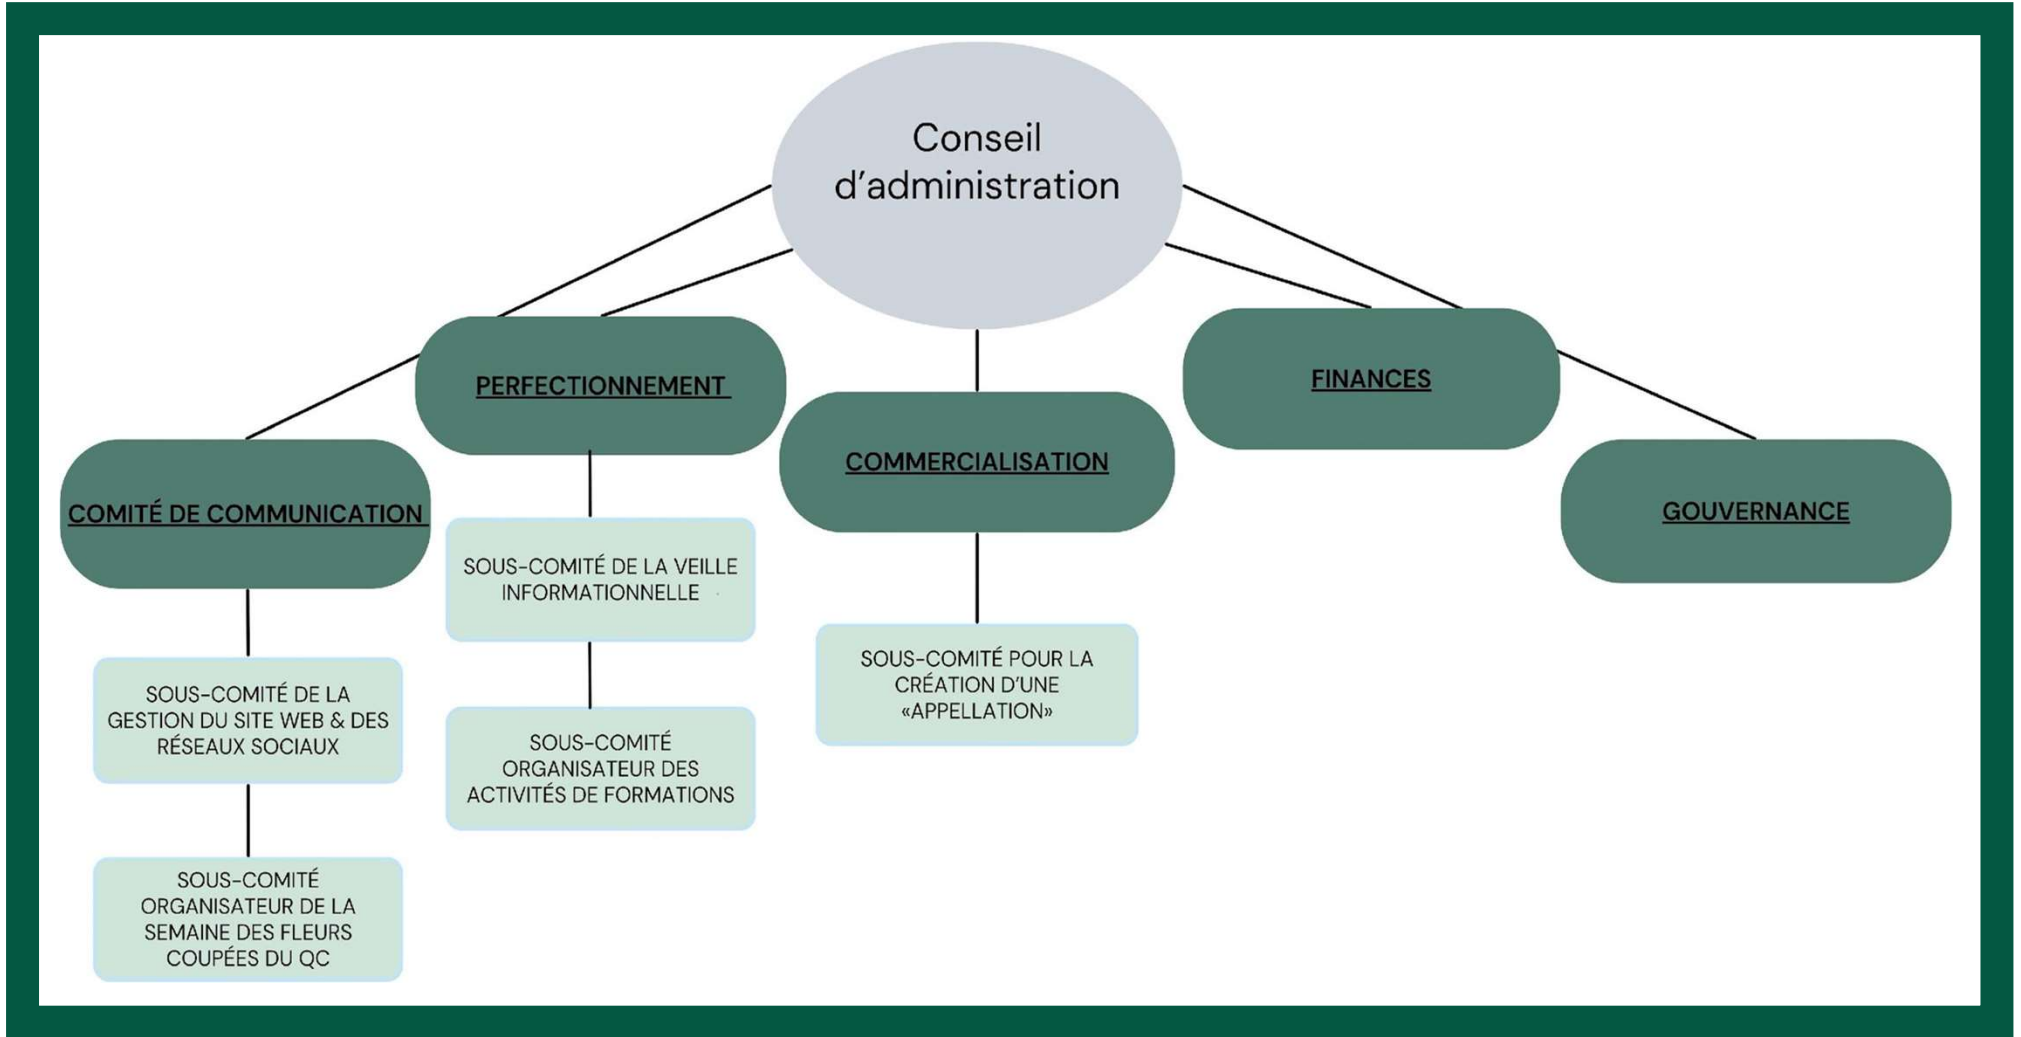 Conseil
d’administration
PERFECTIONNEMENT
FINANCES
COMMERCIALISATION
COMITÉ DE COMMUNICATION
GOUVERNANCE
SOUS-COMITÉ DE LA VEILLE
INFORMATIONNELLE
SOUS-COMITÉ POUR LA
CRÉATION D’UNE
«APPELLATION»
SOUS-COMITÉ DE LA
GESTION DU SITE WEB & DES
RÉSEAUX SOCIAUX
SOUS-COMITÉ
ORGANISATEUR DES
ACTIVITÉS DE FORMATIONS
SOUS-COMITÉ
ORGANISATEUR DE LA
SEMAINE DES FLEURS
COUPÉES DU QC